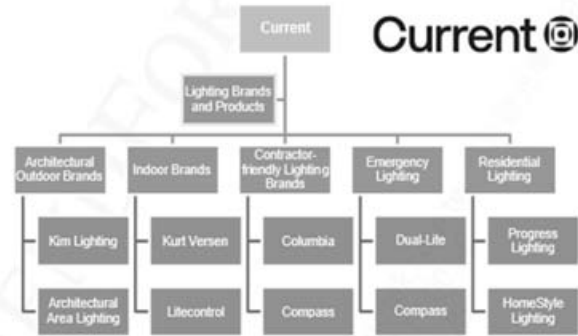 Current
Current
Lighting Brands
and Products
Architectural
Outdoor Brands
Indoor Brands
Contractor-
friendly Lighting
Brands
Emergency
Lighting
Residential
Lighting
Kim Lighting
Kurt Versen
Columbia
Dual-Life
Progress
Lighting
Architectural
Area Lighting
Litecontrol
Compass
Compass
HomeStyle
Lighting